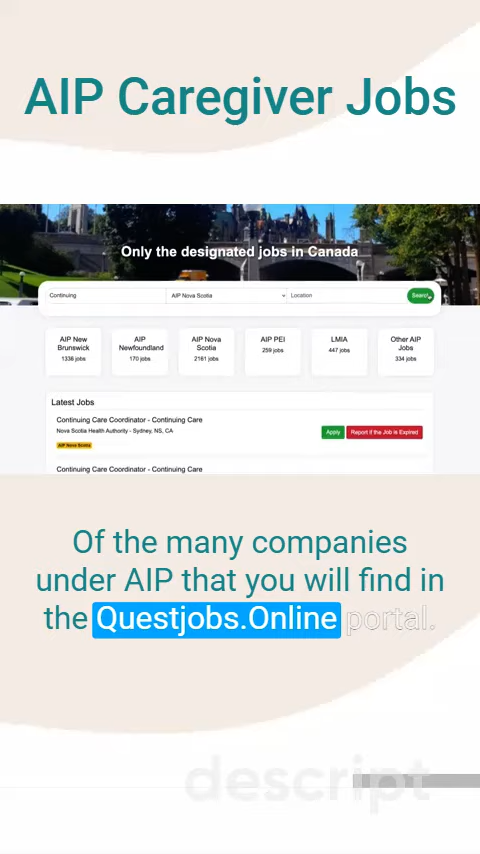 AIP Caregiver Jobs
Only the designated jobs in Canada
Continuing
AIP Nova Scotia
Location
Search
AIP New
Brunswick
1338 jobs
AIP
Newfoundland
170 jobs
AIP Nova
Scotia
2161 jobs
AIP PEI
259 jobs
LMIA
447 jobs
Other AIP
Jobs
334 jobs
Latest Jobs
Continuing Care Coordinator - Continuing Care
Nova Scotia Health Authority - Sydney, NS, CA
AIP Nova Scotia
Apply
Report if the Job is Expired
Continuing Care Coordinator - Continuing Care
Of the many companies
under AIP that you will find in
the Questjobs.Online portal.
descript